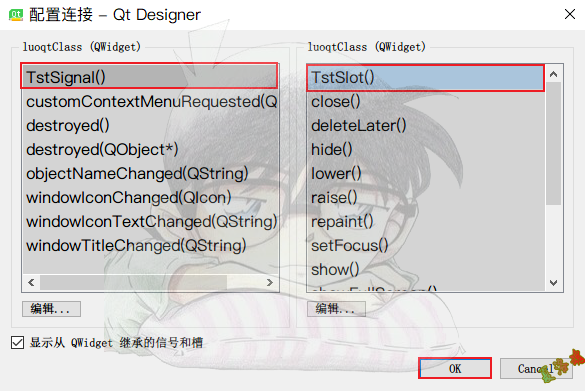 配置连接 - Qt Designer
luoqtClass (QWidget)
TstSignal()
customContextMenuRequested(Q
destroyed()
destroyed(QObject*)
objectNameChanged(QString)
windowIconChanged(QIcon)
windowIconTextChanged(QString)
windowTitleChanged(QString)
编辑...
luoqtClass (QWidget)
TstSlot()
close()
deleteLater()
hide()
lower()
raise()
repaint()
setFocus()
show()
showFullScreen()
编辑...
显示从 QWidget 继承的信号和槽
OK
Cancel